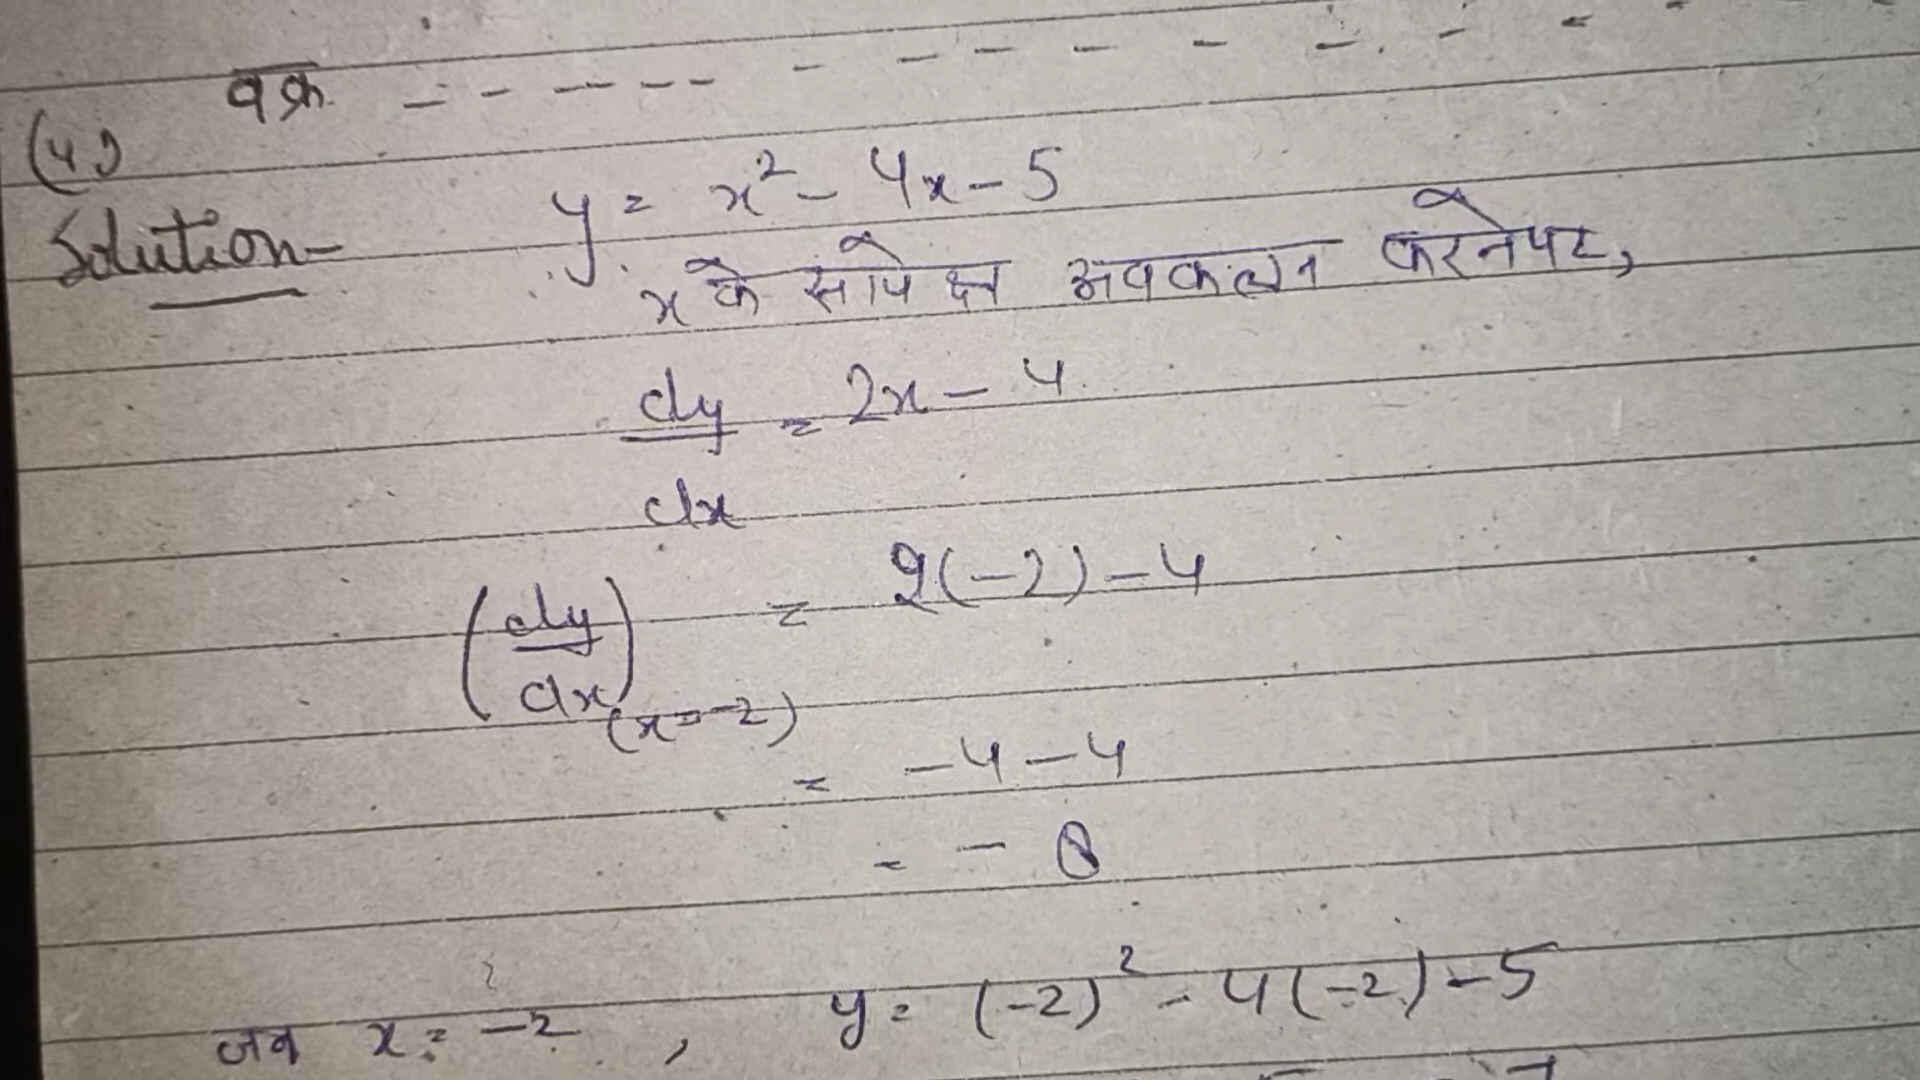 (4) वक्र - - - - - - - - - - - - - -
Solution- y = x² - 4x - 5
x के सापेक्ष अवकलन करने पर,
dy/dx = 2x - 4
(dy/dx)(x=-2) = 2(-2) - 4
= -4 - 4
= - 8
जब x = -2 , y = (-2)² - 4(-2) - 5